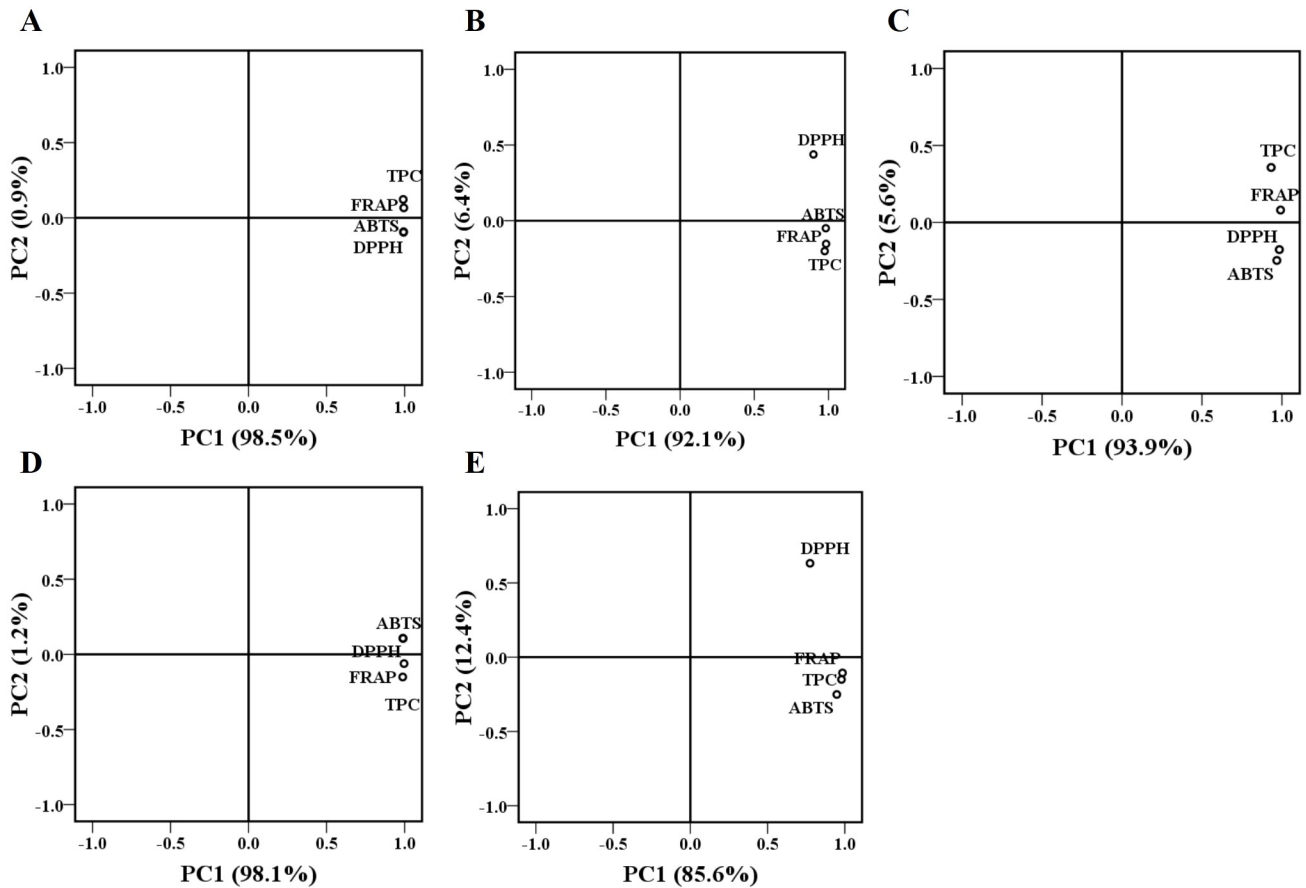 A
1.0
0.5
0.0
-0.5
-1.0
PC2 (0.9%)
TPC
FRAP
ABTS
DPPH
-1.0 -0.5 0.0 0.5 1.0
PC1 (98.5%)
B
1.0
0.5
0.0
-0.5
-1.0
PC2 (6.4%)
DPPH
ABTS
FRAP
TPC
-1.0 -0.5 0.0 0.5 1.0
PC1 (92.1%)
C
1.0
0.5
0.0
-0.5
-1.0
PC2 (5.6%)
TPC
FRAP
DPPH
ABTS
-1.0 -0.5 0.0 0.5 1.0
PC1 (93.9%)
D
1.0
0.5
0.0
-0.5
-1.0
PC2 (1.2%)
ABTS
DPPH
FRAP
TPC
-1.0 -0.5 0.0 0.5 1.0
PC1 (98.1%)
E
1.0
0.5
0.0
-0.5
-1.0
PC2 (12.4%)
DPPH
FRAP
TPC
ABTS
-1.0 -0.5 0.0 0.5 1.0
PC1 (85.6%)